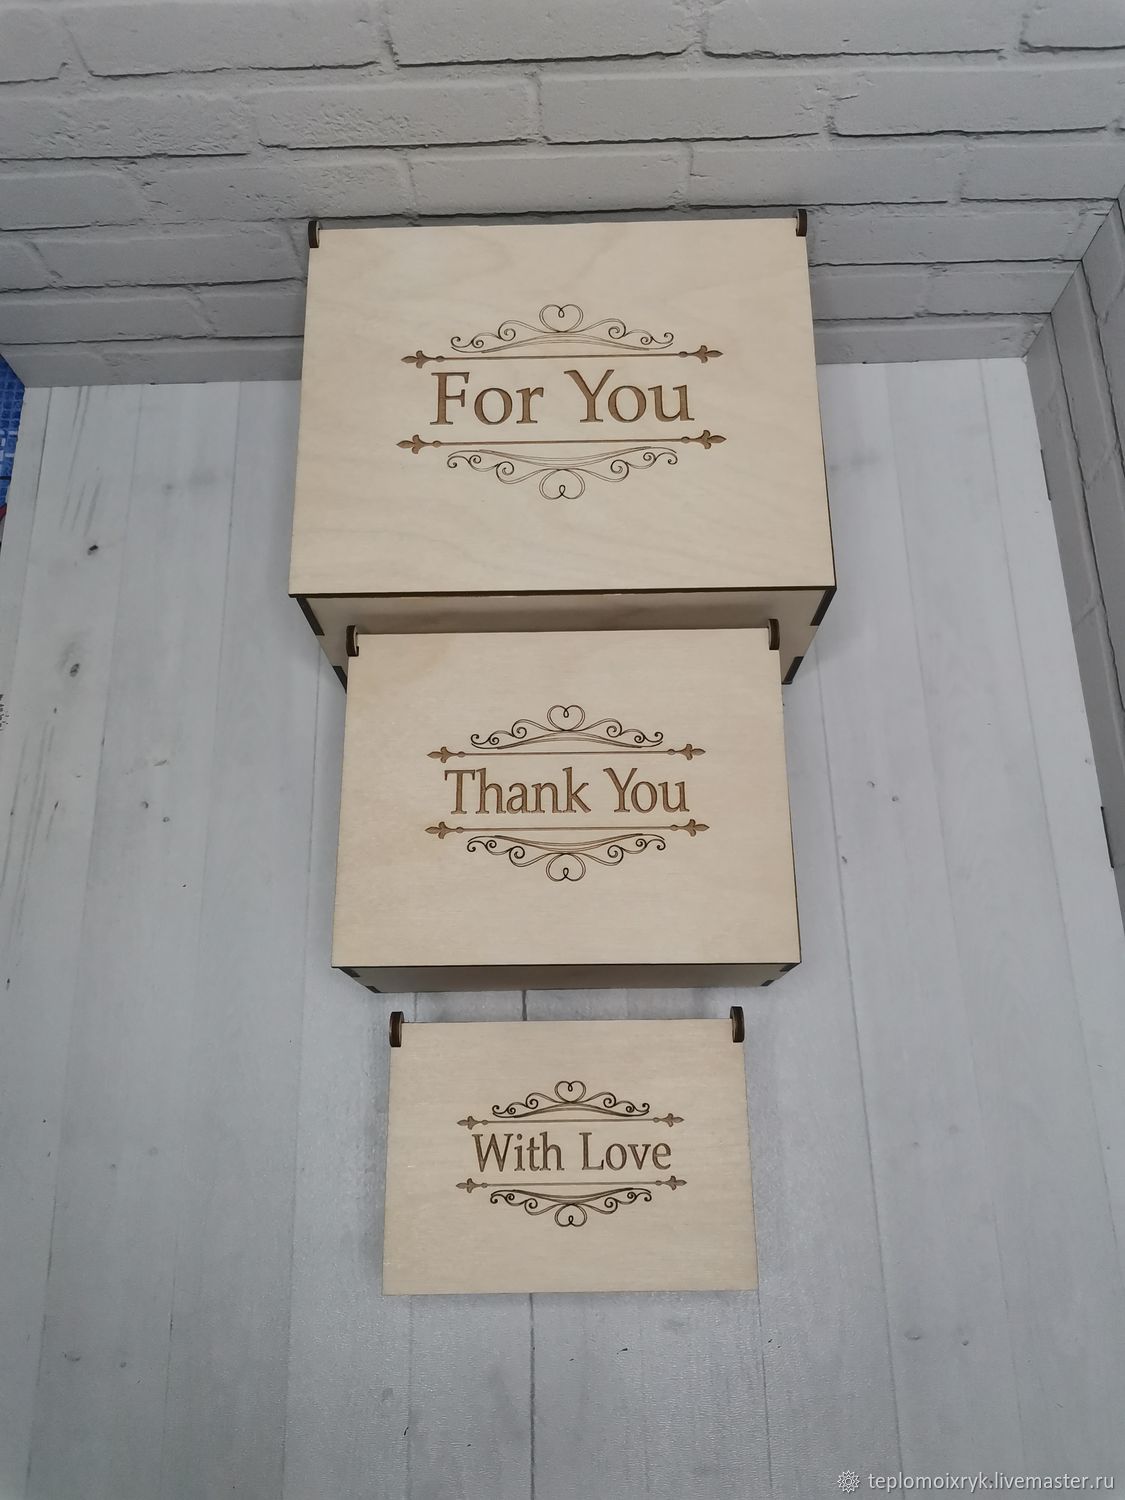 For You
Thank You
With Love
teplomoixryk.livemaster.ru